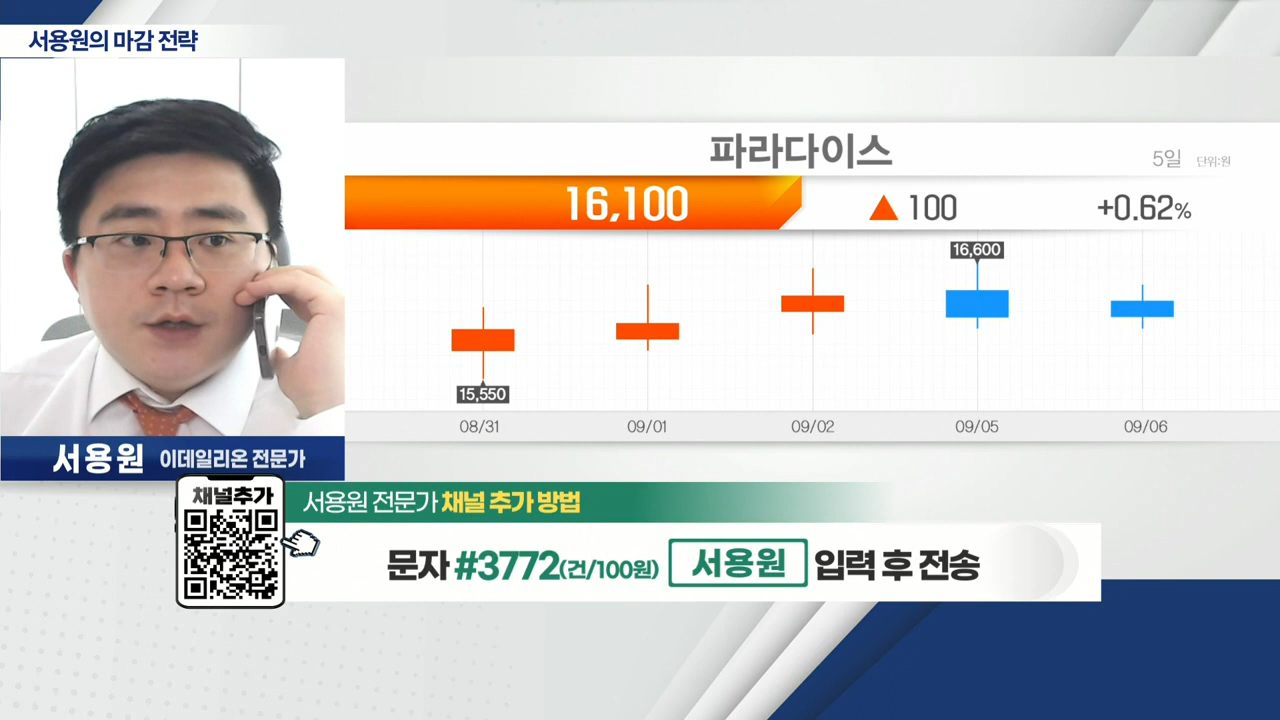 서용원의 마감 전략
파라다이스
5일 단위:원
16,100 ▲ 100 +0.62%
16,600
15,550
08/31 09/01 09/02 09/05 09/06
서용원 이데일리온 전문가
채널추가
서용원 전문가 채널 추가 방법
문자 #3772(건/100원) 서용원 입력 후 전송